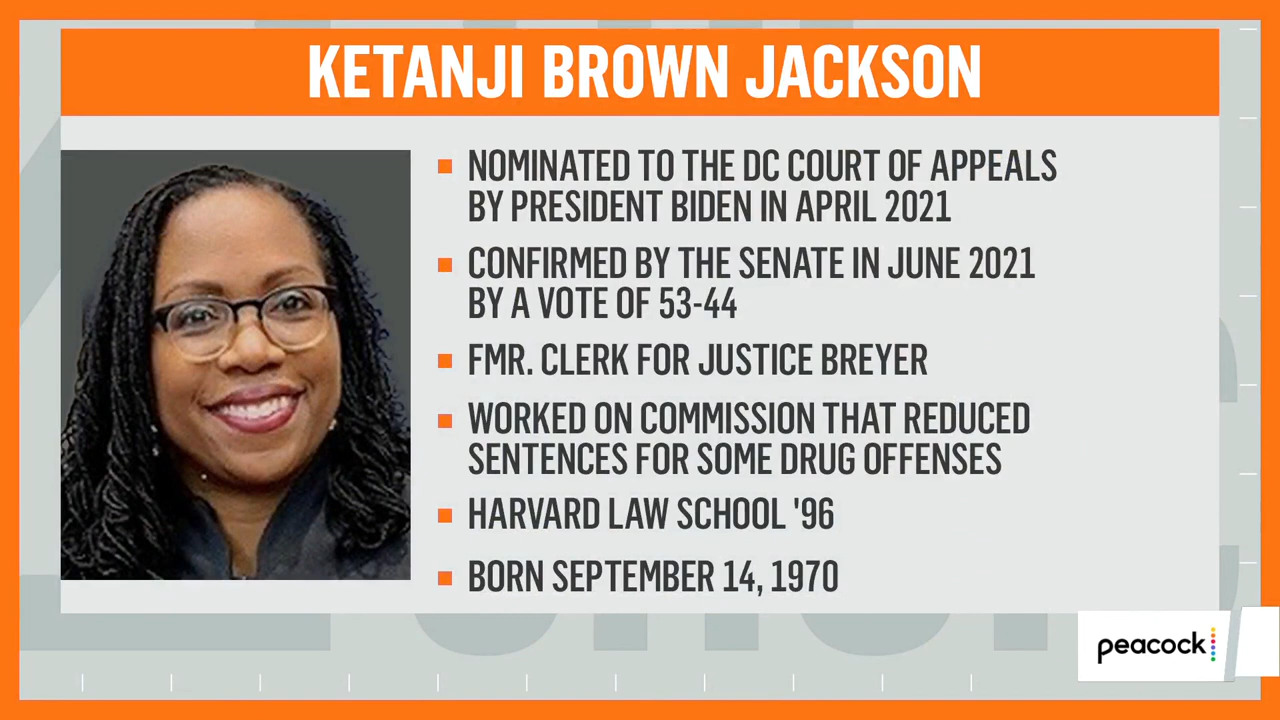 KETANJI BROWN JACKSON
NOMINATED TO THE DC COURT OF APPEALS
BY PRESIDENT BIDEN IN APRIL 2021
CONFIRMED BY THE SENATE IN JUNE 2021
BY A VOTE OF 53-44
FMR. CLERK FOR JUSTICE BREYER
WORKED ON COMMISSION THAT REDUCED
SENTENCES FOR SOME DRUG OFFENSES
HARVARD LAW SCHOOL '96
BORN SEPTEMBER 14, 1970
peacock